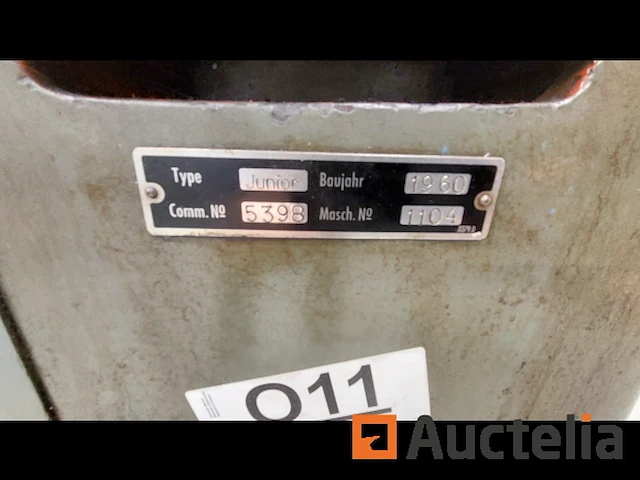 Type Junior Baujahr 1960
Comm. No 5398 Masch. No 1104
011
Auctelia